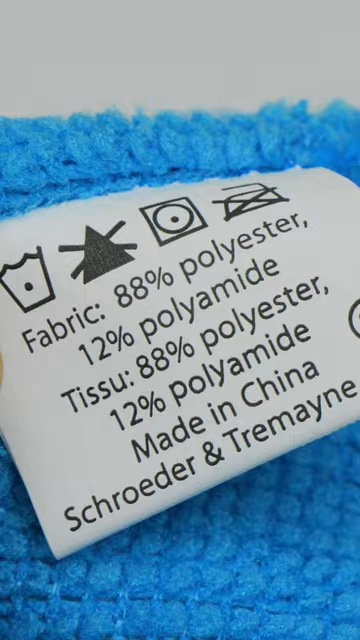 Fabric: 88% polyester,
12% polyamide
Tissu: 88% polyester,
12% polyamide
Made in China
Schroeder & Tremayne